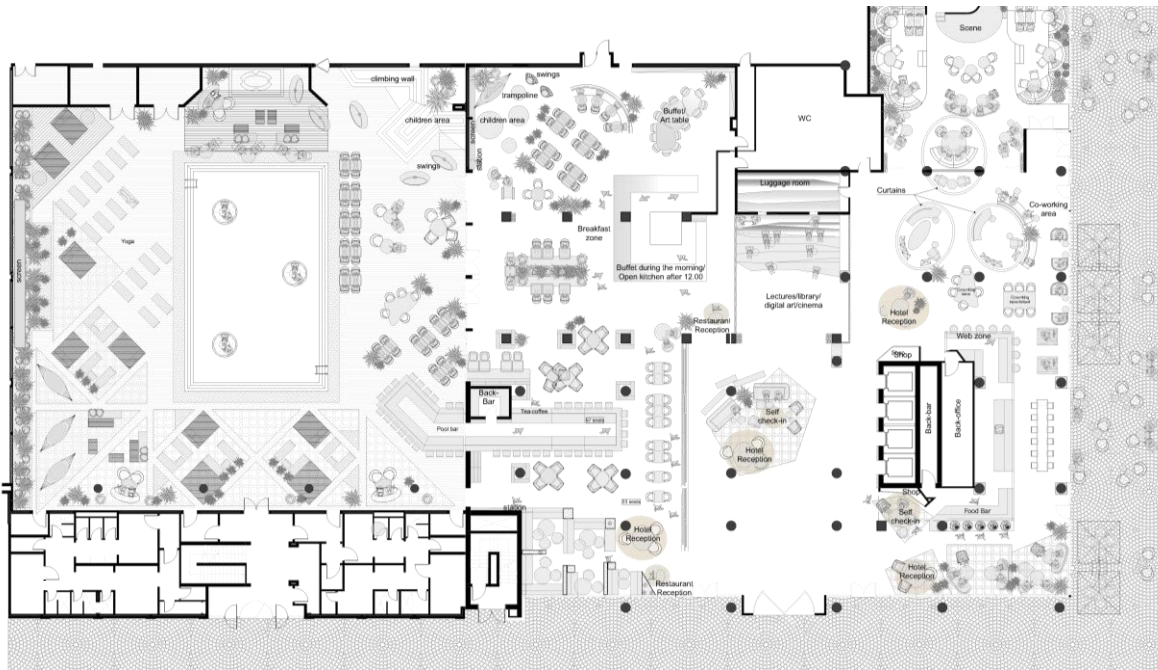 Scene
climbing wall
swings
trampoline
children area
children area
screen
station
Buffet/
Art table
WC
swings
Luggage room
Curtains
Co-working
area
Yoga
screen
Breakfast
zone
Buffet during the morning/
Open kitchen after 12.00
Lectures/library/
digital art/cinema
Restaurant
Reception
Hotel
Reception
Web zone
Shop
Back-
Bar
Tea-coffee
Pool bar
Self
check-in
Hotel
Reception
Back-bar
Back-office
station
Shop
Self
check-in
Food Bar
Hotel
Reception
Hotel
Reception
Restaurant
Reception